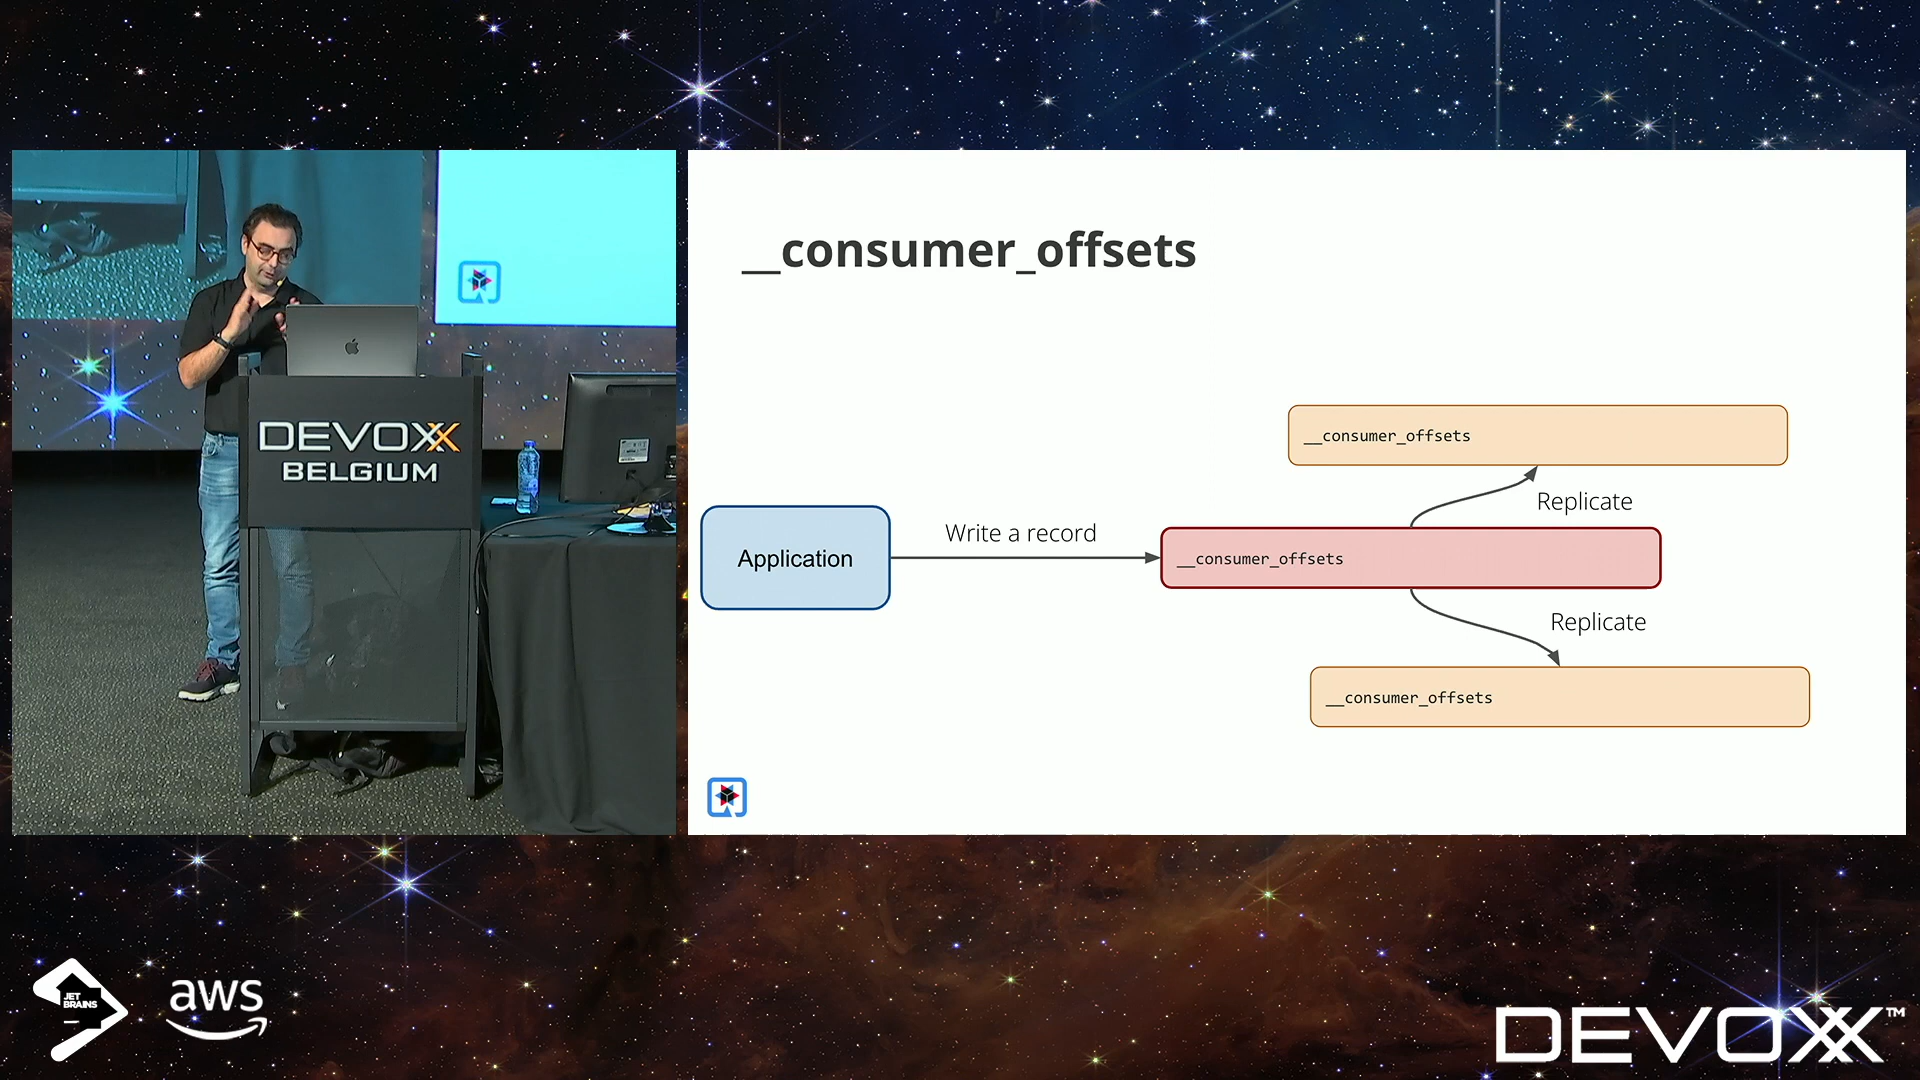 __consumer_offsets
__consumer_offsets
Replicate
Write a record
Application
__consumer_offsets
Replicate
__consumer_offsets
DEVOXX
BELGIUM
JET
BRAINS
aws
DEVOXX™